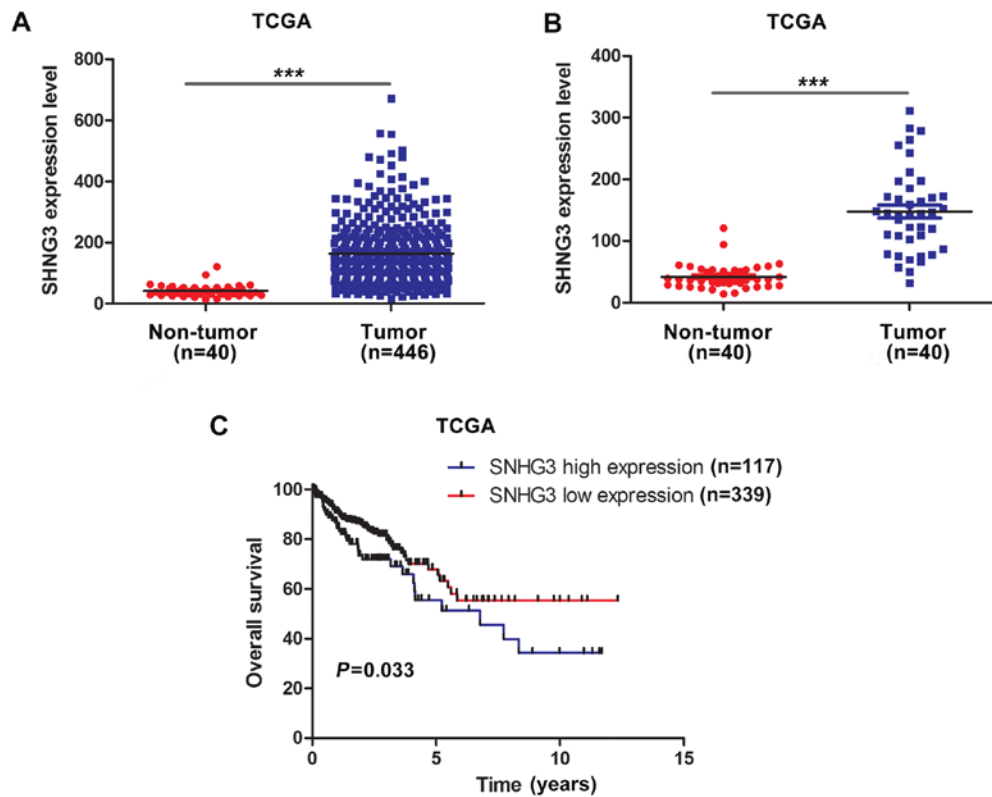 A
TCGA
SHNG3 expression level
800
600
400
200
0
***
Non-tumor
(n=40)
Tumor
(n=446)
B
TCGA
SHNG3 expression level
400
300
200
100
0
***
Non-tumor
(n=40)
Tumor
(n=40)
C
TCGA
SNHG3 high expression (n=117)
SNHG3 low expression (n=339)
Overall survival
100
80
60
40
20
0
P=0.033
0
5
10
15
Time (years)